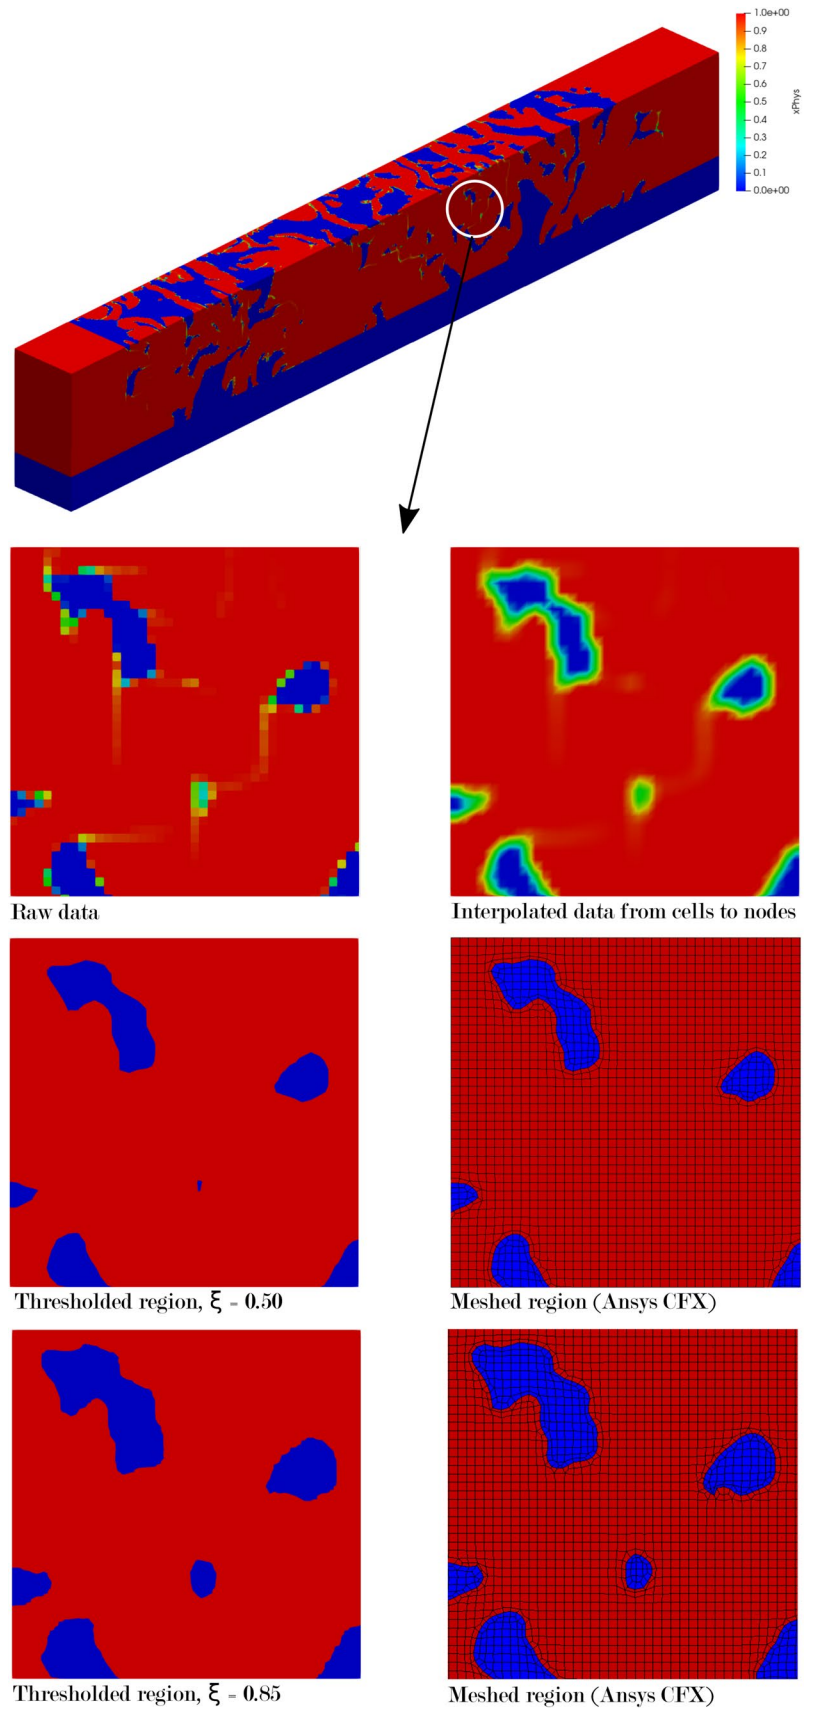 1.0e+00
0.9
0.8
0.7
0.6
0.5
0.4
0.3
0.2
0.1
0.0e+00
xPhys
Raw data
Interpolated data from cells to nodes
Thresholded region, ξ = 0.50
Meshed region (Ansys CFX)
Thresholded region, ξ = 0.85
Meshed region (Ansys CFX)